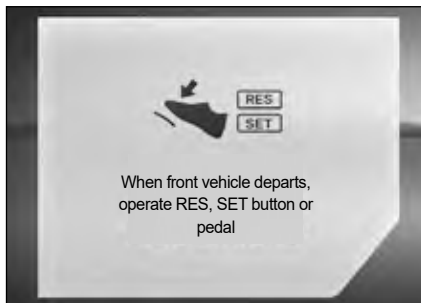 RES
SET
When front vehicle departs,
operate RES, SET button or
pedal